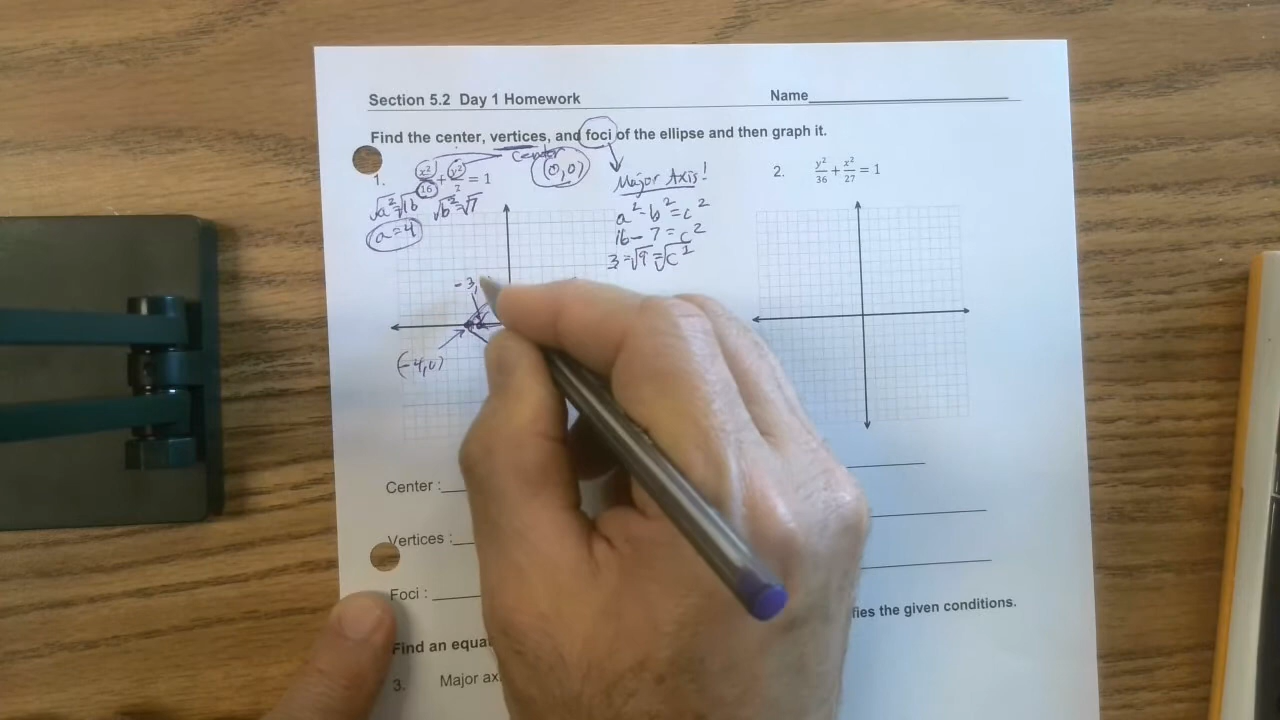 Section 5.2 Day 1 Homework
Name
Find the center, vertices, and foci of the ellipse and then graph it.
Center (0,0)
1. x²/16 + y²/7 = 1
√a²=√16 √b²=√7
a=4
Major Axis!
a²-b²=c²
16-7=c²
3=√9=√c²
2. y²/36 + x²/27 = 1
-3,
(-4,0)
Center :
Vertices :
Foci :
fies the given conditions.
Find an
3. Major